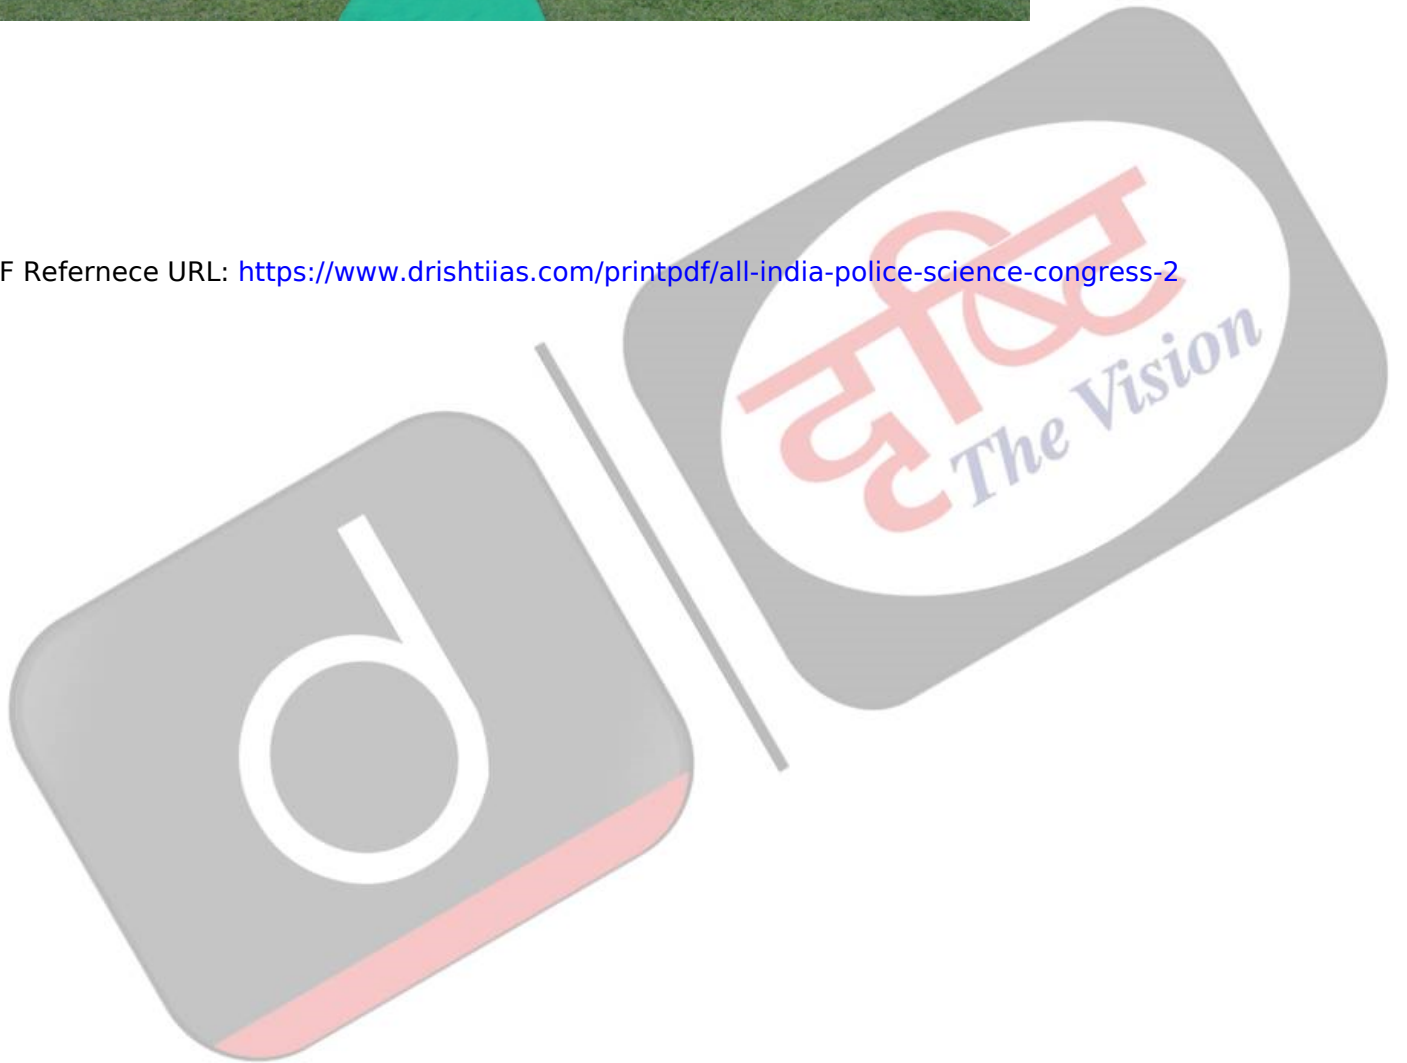 F Refernece URL: https://www.drishtiias.com/printpdf/all-india-police-science-congress-2
दृष्टि
The Vision
d